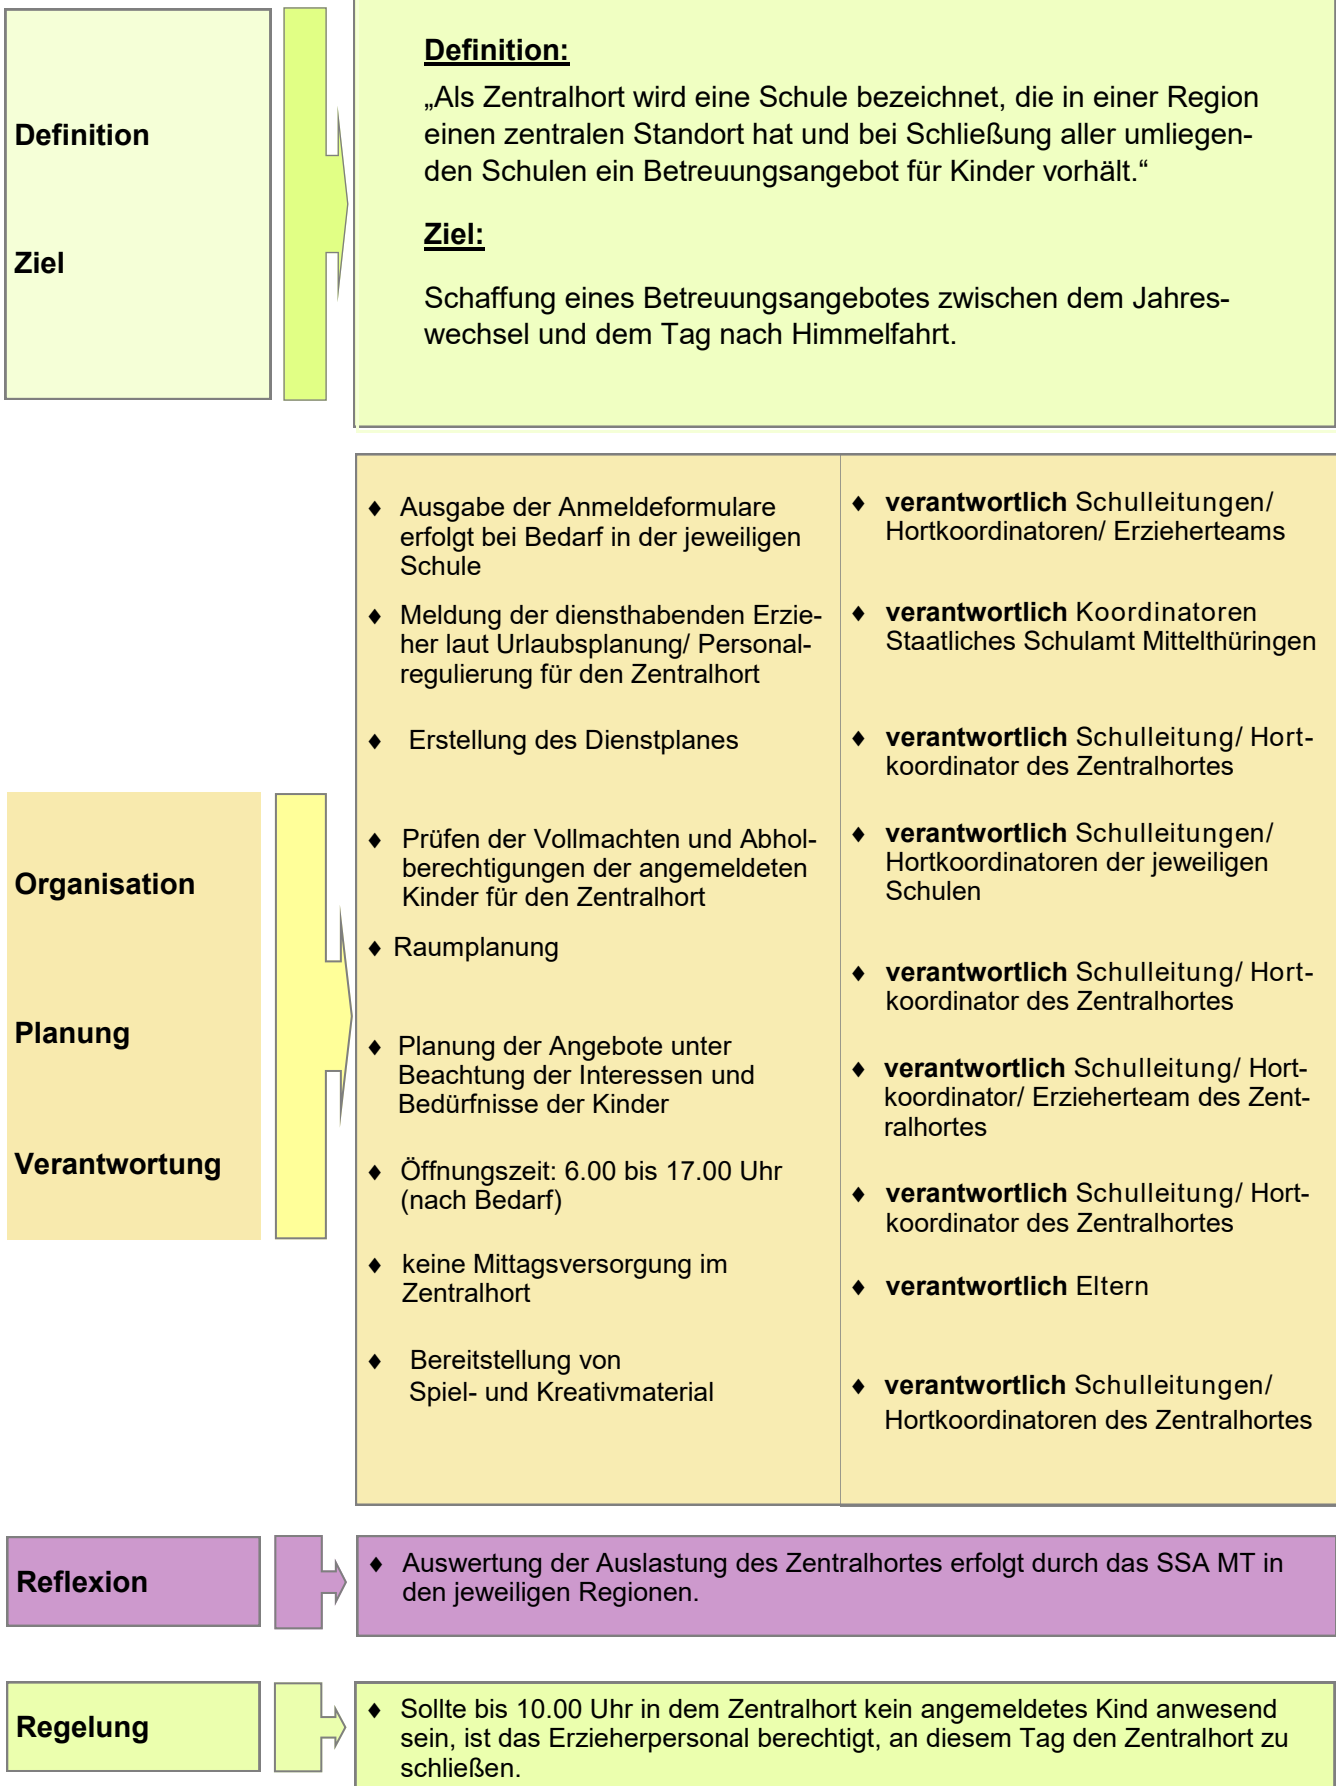 Definition
Ziel
Definition:
„Als Zentralhort wird eine Schule bezeichnet, die in einer Region
einen zentralen Standort hat und bei Schließung aller umliegen-
den Schulen ein Betreuungsangebot für Kinder vorhält.“
Ziel:
Schaffung eines Betreuungsangebotes zwischen dem Jahres-
wechsel und dem Tag nach Himmelfahrt.
Organisation
Planung
Verantwortung
♦ Ausgabe der Anmeldeformulare
erfolgt bei Bedarf in der jeweiligen
Schule
♦ Meldung der diensthabenden Erzie-
her laut Urlaubsplanung/ Personal-
regulierung für den Zentralhort
♦ Erstellung des Dienstplanes
♦ Prüfen der Vollmachten und Abhol-
berechtigungen der angemeldeten
Kinder für den Zentralhort
♦ Raumplanung
♦ Planung der Angebote unter
Beachtung der Interessen und
Bedürfnisse der Kinder
♦ Öffnungszeit: 6.00 bis 17.00 Uhr
(nach Bedarf)
♦ keine Mittagsversorgung im
Zentralhort
♦ Bereitstellung von
Spiel- und Kreativmaterial
♦ verantwortlich Schulleitungen/
Hortkoordinatoren/ Erzieherteams
♦ verantwortlich Koordinatoren
Staatliches Schulamt Mittelthüringen
♦ verantwortlich Schulleitung/ Hort-
koordinator des Zentralhortes
♦ verantwortlich Schulleitungen/
Hortkoordinatoren der jeweiligen
Schulen
♦ verantwortlich Schulleitung/ Hort-
koordinator des Zentralhortes
♦ verantwortlich Schulleitung/ Hort-
koordinator/ Erzieherteam des Zent-
ralhortes
♦ verantwortlich Schulleitung/ Hort-
koordinator des Zentralhortes
♦ verantwortlich Eltern
♦ verantwortlich Schulleitungen/
Hortkoordinatoren des Zentralhortes
Reflexion
♦ Auswertung der Auslastung des Zentralhortes erfolgt durch das SSA MT in
den jeweiligen Regionen.
Regelung
♦ Sollte bis 10.00 Uhr in dem Zentralhort kein angemeldetes Kind anwesend
sein, ist das Erzieherpersonal berechtigt, an diesem Tag den Zentralhort zu
schließen.